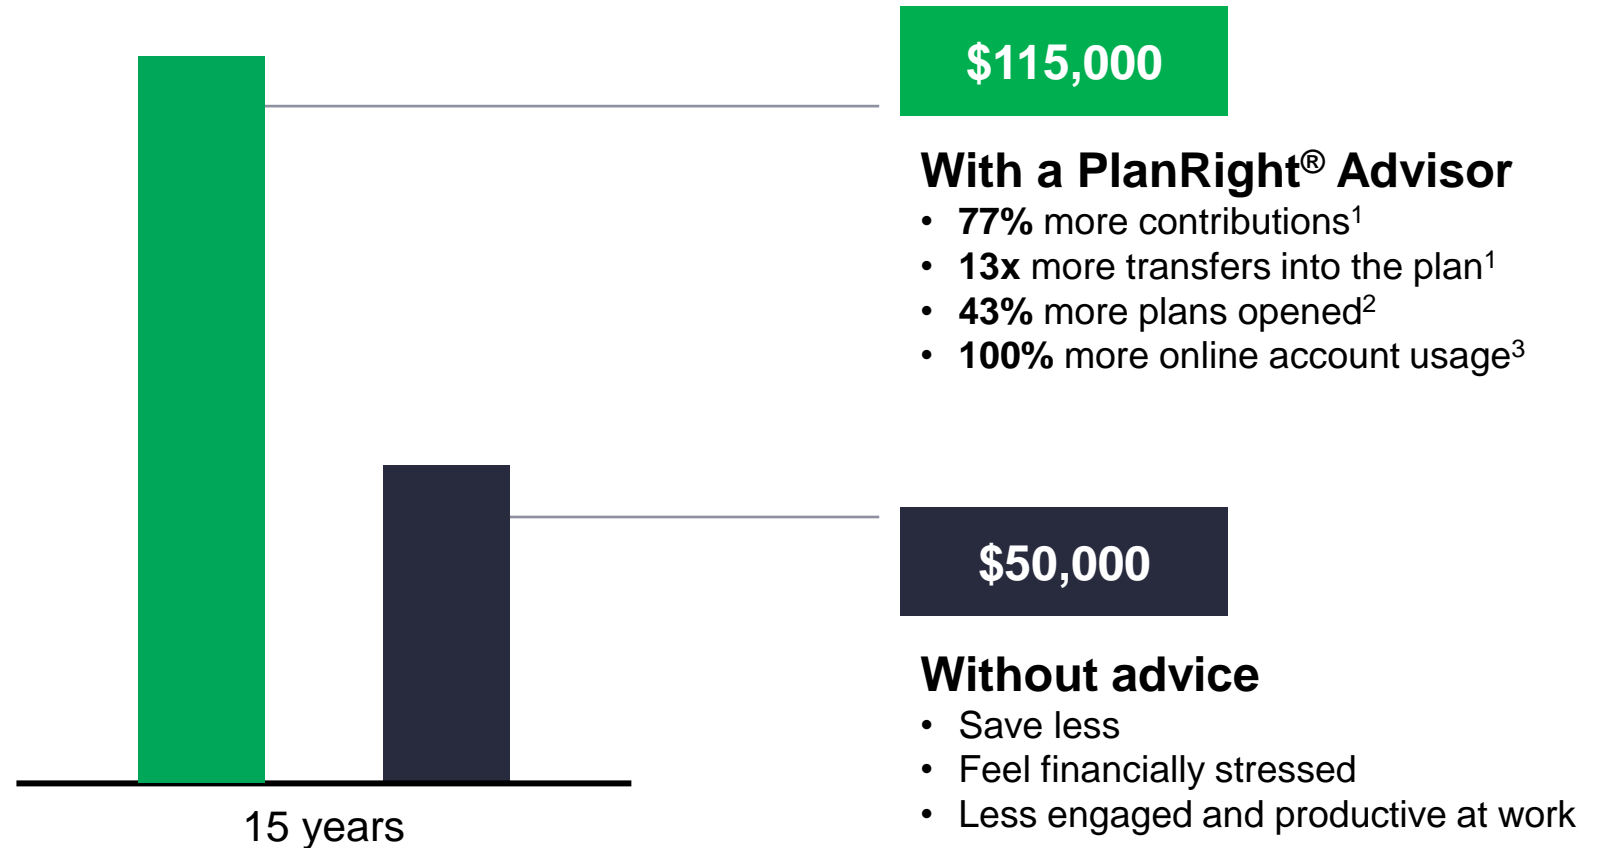 $115,000
With a PlanRight® Advisor
• 77% more contributions¹
• 13x more transfers into the plan¹
• 43% more plans opened²
• 100% more online account usage³
$50,000
Without advice
• Save less
• Feel financially stressed
• Less engaged and productive at work
15 years